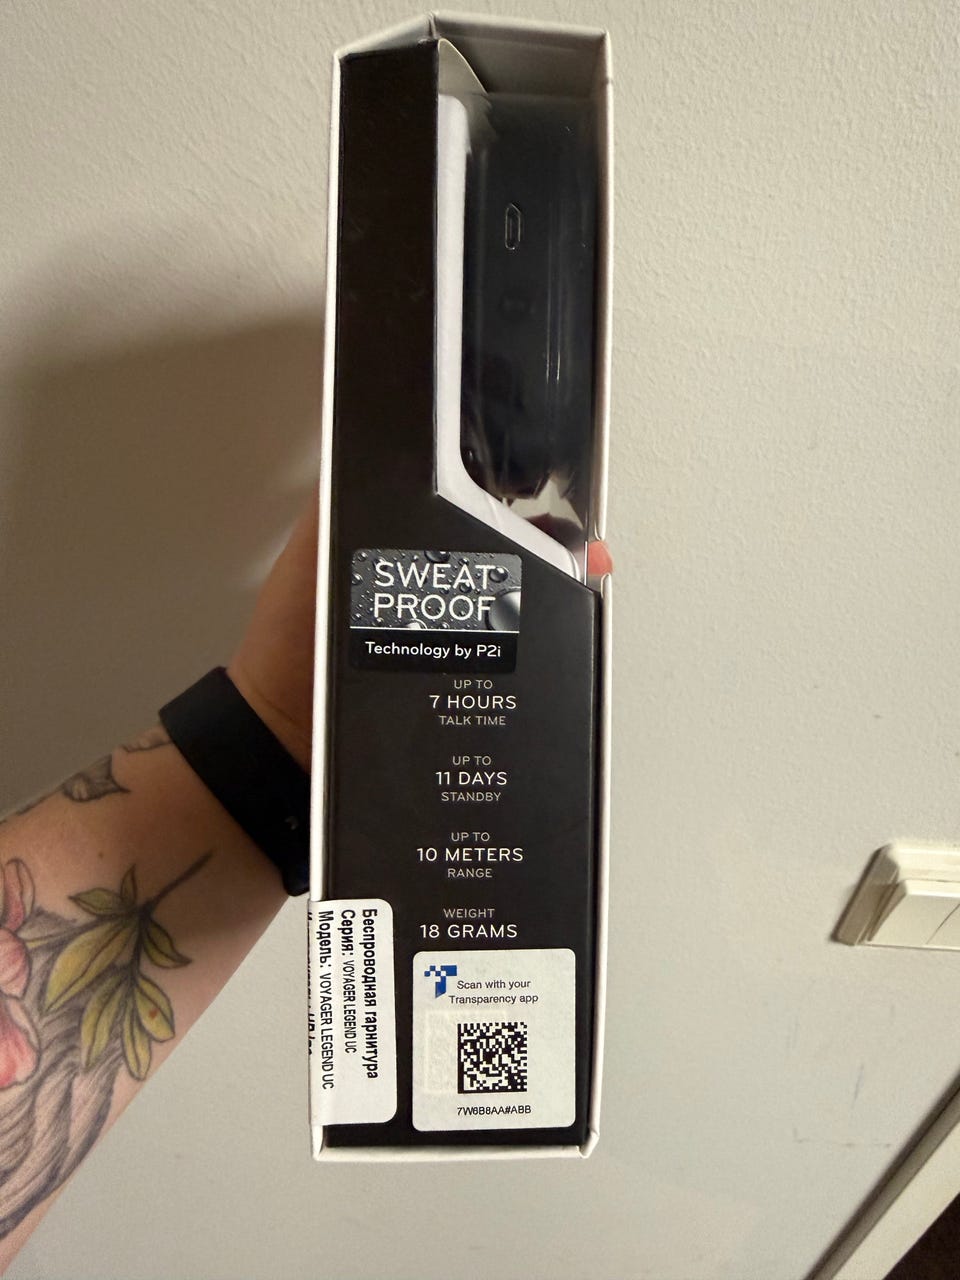 SWEAT
PROOF
Technology by P2i
UP TO
7 HOURS
TALK TIME
UP TO
11 DAYS
STANDBY
UP TO
10 METERS
RANGE
WEIGHT
18 GRAMS
Беспроводная гарнитура
Серия: VOYAGER LEGEND UC
Модель: VOYAGER LEGEND UC
Scan with your
Transparency app
7W6B8AA#ABB